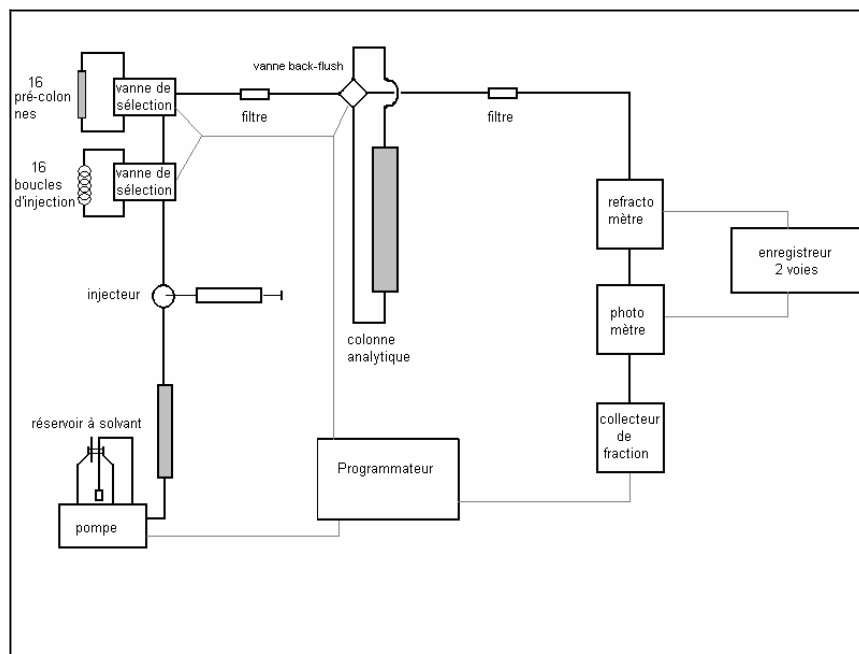 16
pré-colon
nes
vanne de
sélection
vanne back-flush
filtre
filtre
16
boucles
d'injection
vanne de
sélection
refracto
mètre
enregistreur
2 voies
injecteur
photo
mètre
colonne
analytique
réservoir à solvant
collecteur
de
fraction
Programmateur
pompe